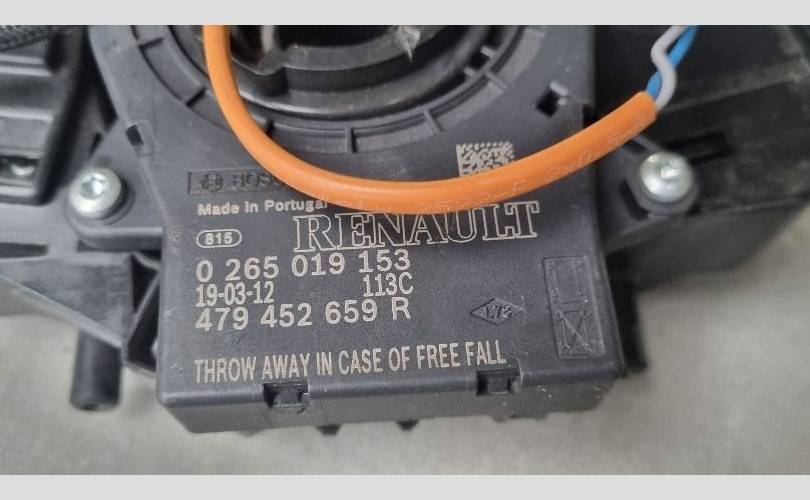 BOSC
Made in Portugal
RENAULT
815
0 265 019 153
19-03-12 113C
479 452 659 R
THROW AWAY IN CASE OF FREE FALL